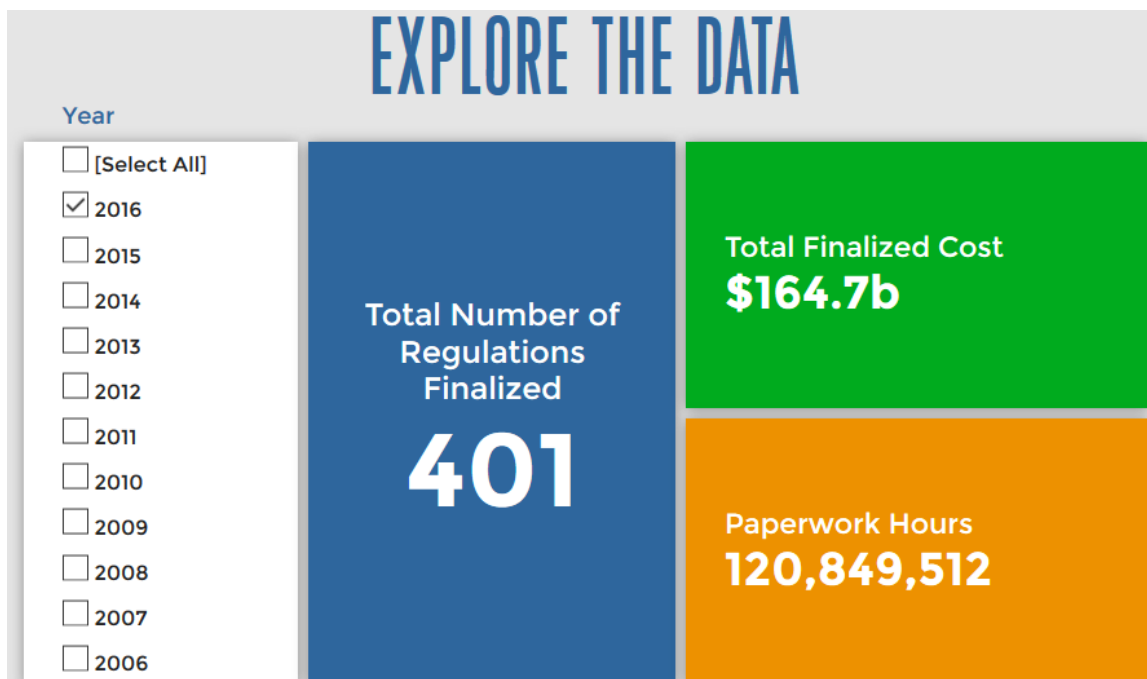 EXPLORE THE DATA
Year
[Select All]
2016
2015
2014
2013
2012
2011
2010
2009
2008
2007
2006
Total Number of
Regulations
Finalized
401
Total Finalized Cost
$164.7b
Paperwork Hours
120,849,512